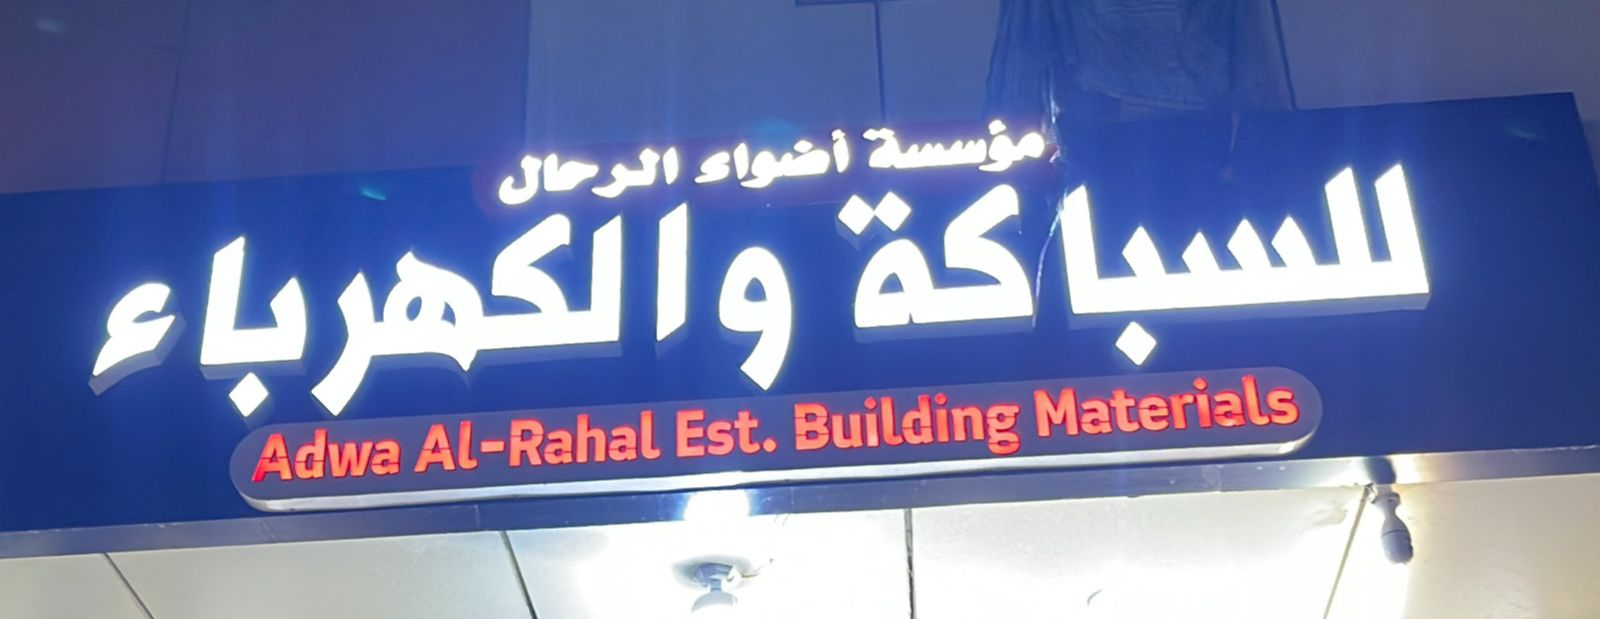 مؤسسة أضواء الرحال
للسباكة والكهرباء
Adwa Al-Rahal Est. Building Materials